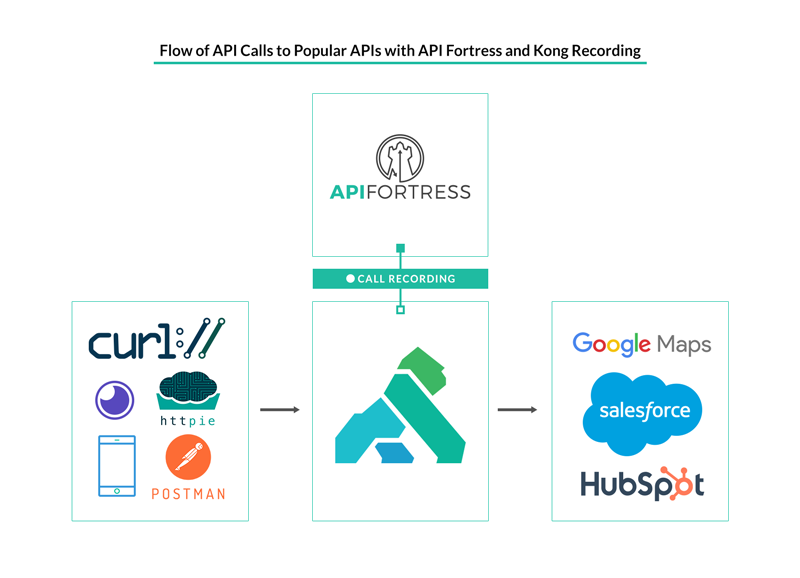 Flow of API Calls to Popular APIs with API Fortress and Kong Recording
APIFORTRESS
CALL RECORDING
curl://
httpie
POSTMAN
Google Maps
salesforce
HubSpot